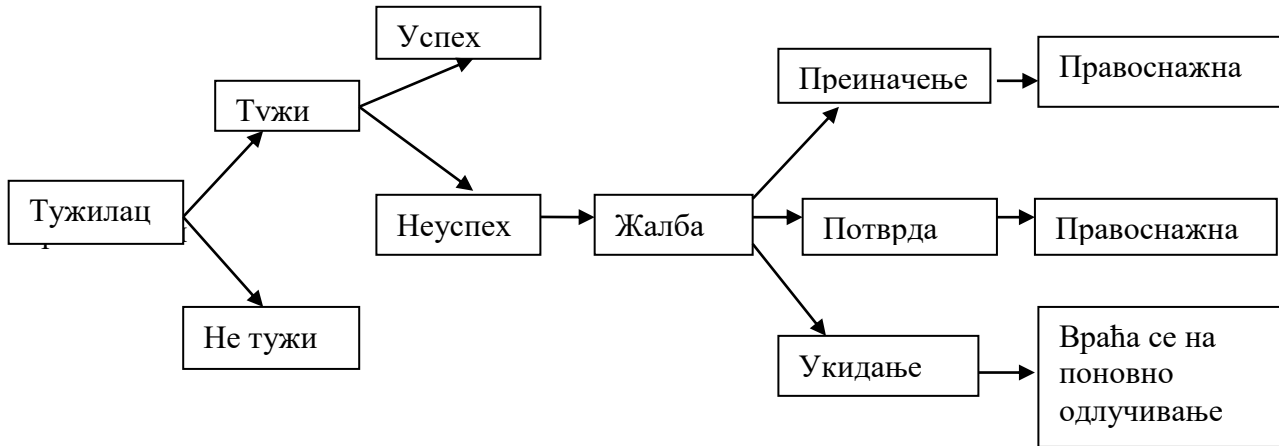 Успех
Преиначење
Правоснажна
Тужи
Тужилац
Неуспех
Жалба
Потврда
Правоснажна
Не тужи
Укидање
Враћа се на
поновно
одлучивање